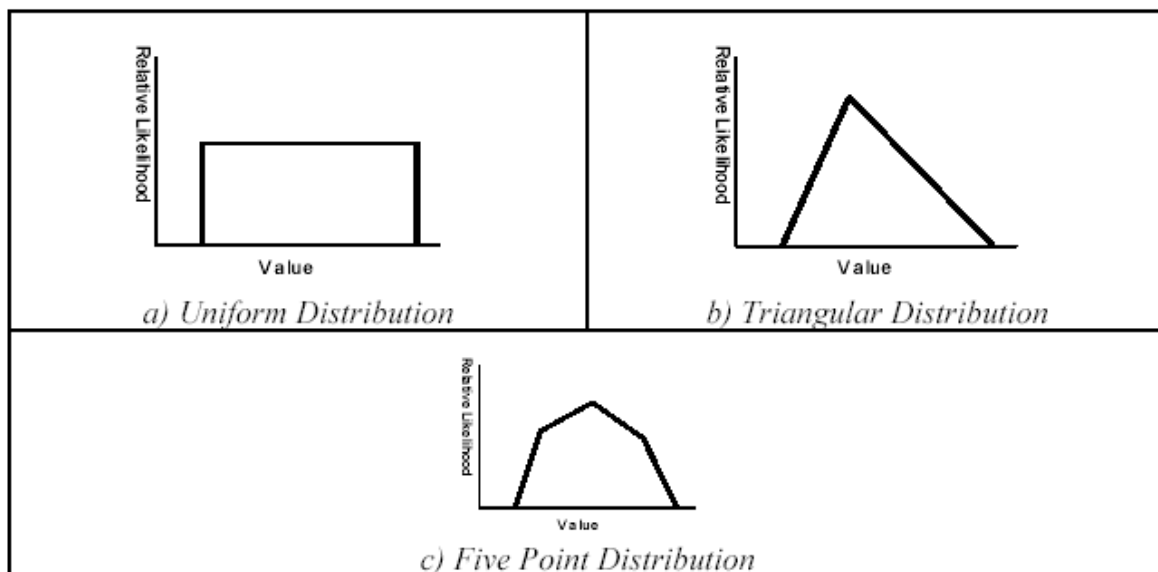 Relative Likelihood
Value
a) Uniform Distribution
Relative Likelihood
Value
b) Triangular Distribution
Relative Likelihood
Value
c) Five Point Distribution